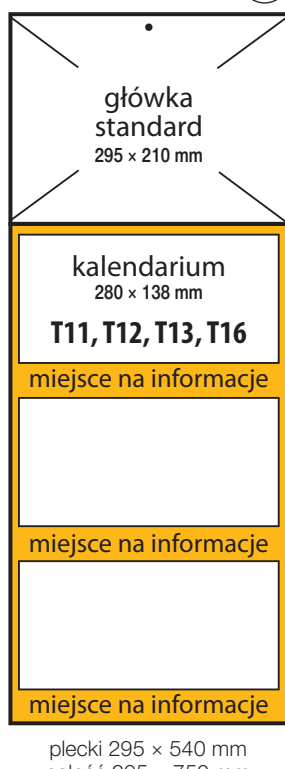 główka
standard
295 × 210 mm
kalendarium
280 × 138 mm
T11, T12, T13, T16
miejsce na informacje
miejsce na informacje
miejsce na informacje
plecki 295 × 540 mm